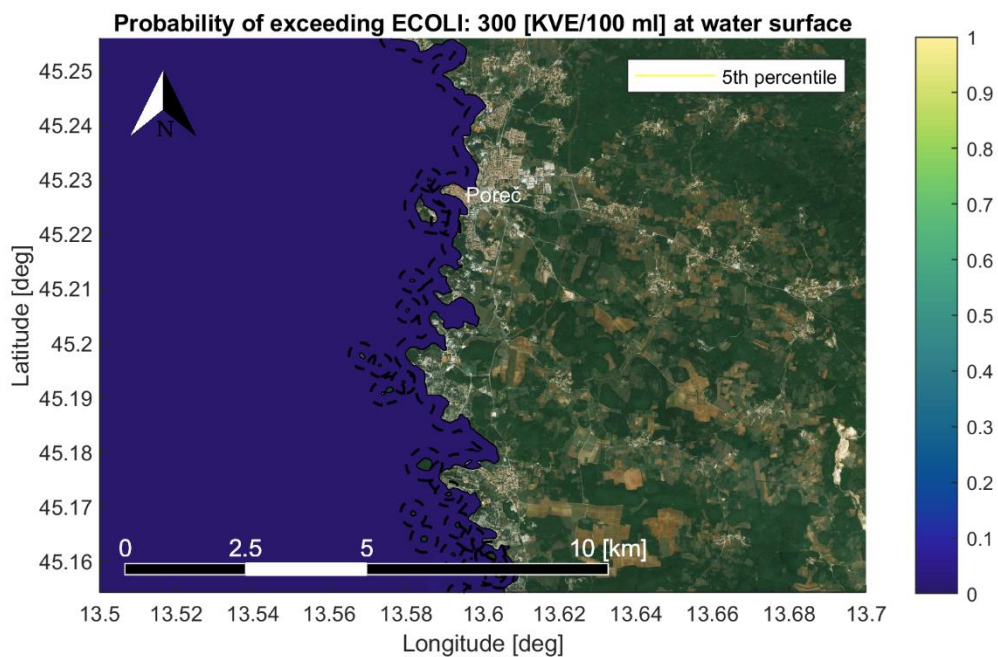 Probability of exceeding ECOLI: 300 [KVE/100 ml] at water surface
5th percentile
N
Poreč
0 2.5 5 10 [km]
45.25
45.24
45.23
45.22
45.21
45.2
45.19
45.18
45.17
45.16
Latitude [deg]
13.5 13.52 13.54 13.56 13.58 13.6 13.62 13.64 13.66 13.68 13.7
Longitude [deg]
1
0.9
0.8
0.7
0.6
0.5
0.4
0.3
0.2
0.1
0